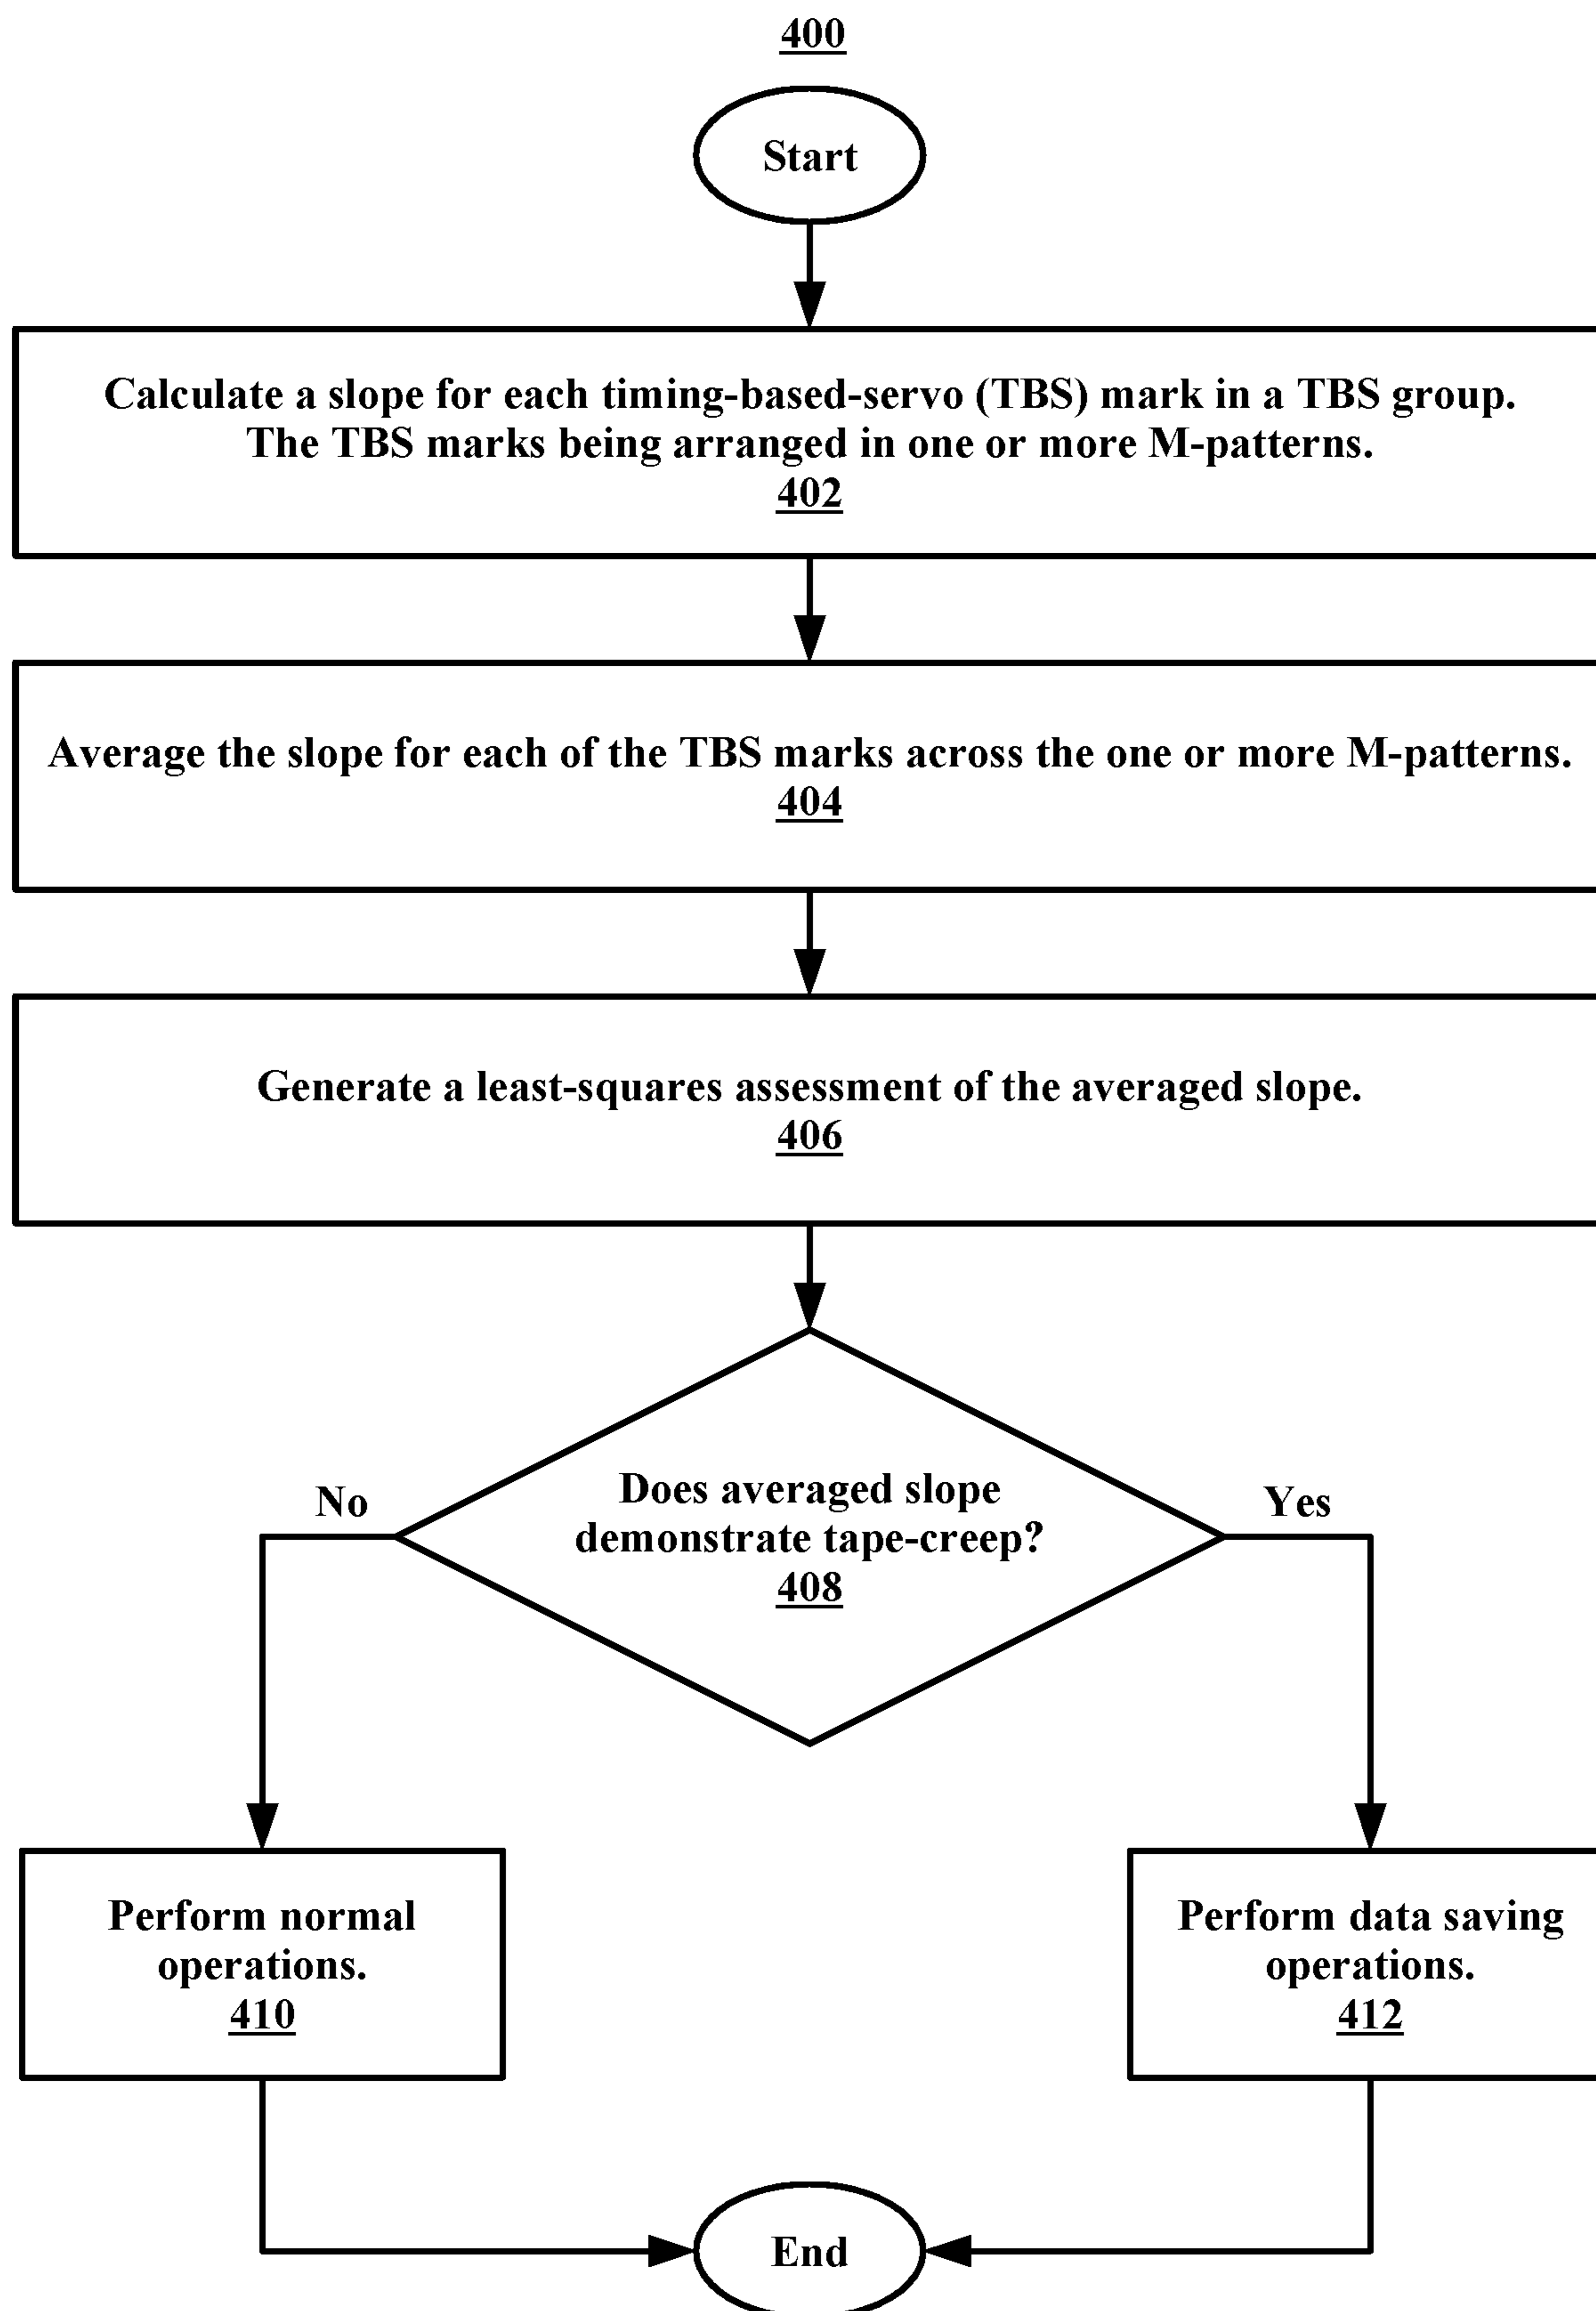 400
Start
Calculate a slope for each timing-based-servo (TBS) mark in a TBS group.
The TBS marks being arranged in one or more M-patterns.
402
Average the slope for each of the TBS marks across the one or more M-patterns.
404
Generate a least-squares assessment of the averaged slope.
406
Does averaged slope
demonstrate tape-creep?
408
No
Yes
Perform normal
operations.
410
Perform data saving
operations.
412
End